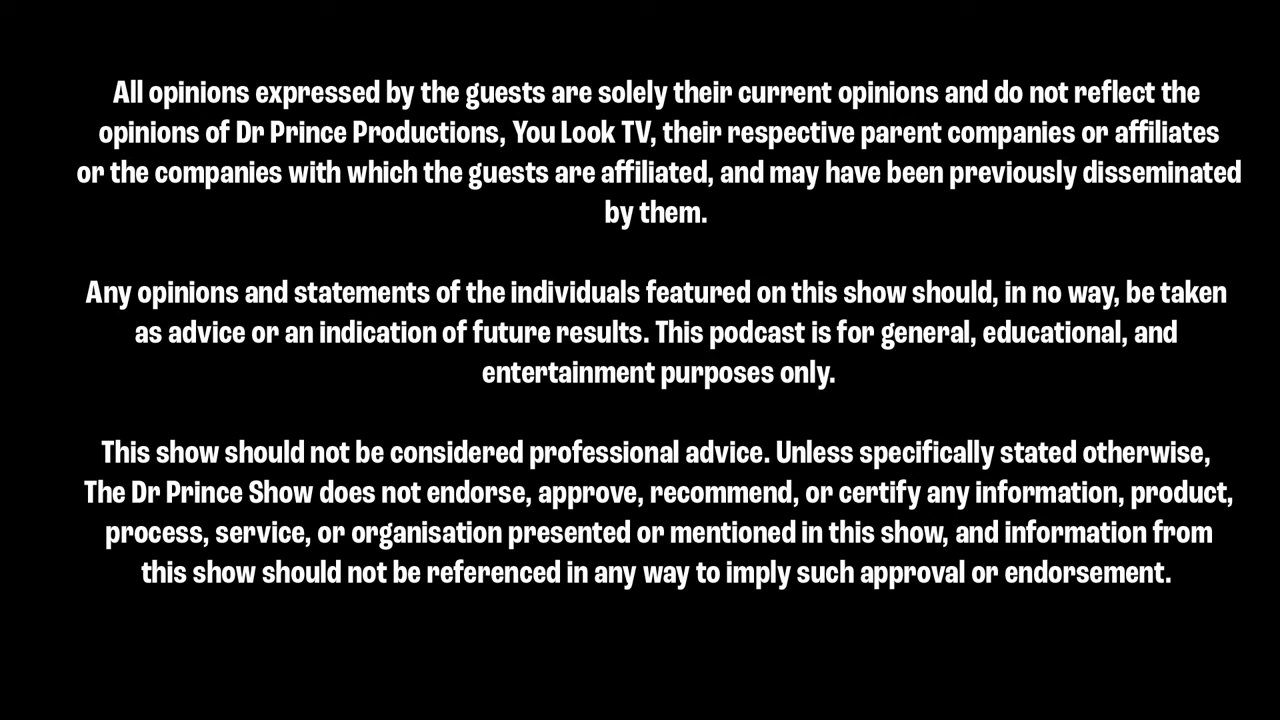 All opinions expressed by the guests are solely their current opinions and do not reflect the
opinions of Dr Prince Productions, You Look TV, their respective parent companies or affiliates
or the companies with which the guests are affiliated, and may have been previously disseminated
by them.
Any opinions and statements of the individuals featured on this show should, in no way, be taken
as advice or an indication of future results. This podcast is for general, educational, and
entertainment purposes only.
This show should not be considered professional advice. Unless specifically stated otherwise,
The Dr Prince Show does not endorse, approve, recommend, or certify any information, product,
process, service, or organisation presented or mentioned in this show, and information from
this show should not be referenced in any way to imply such approval or endorsement.